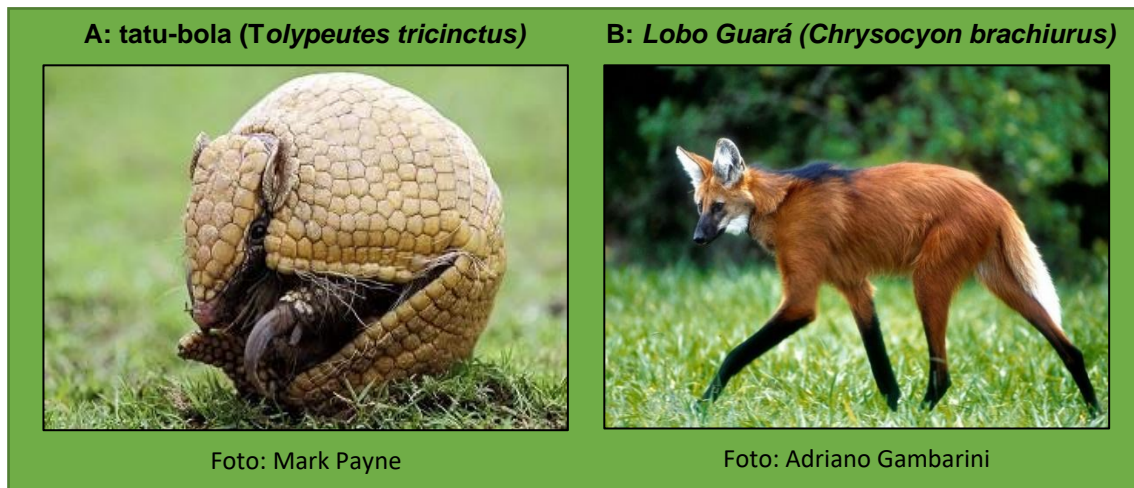 A: tatu-bola (Tolypeutes tricinctus)
B: Lobo Guará (Chrysocyon brachiurus)
Foto: Mark Payne
Foto: Adriano Gambarini